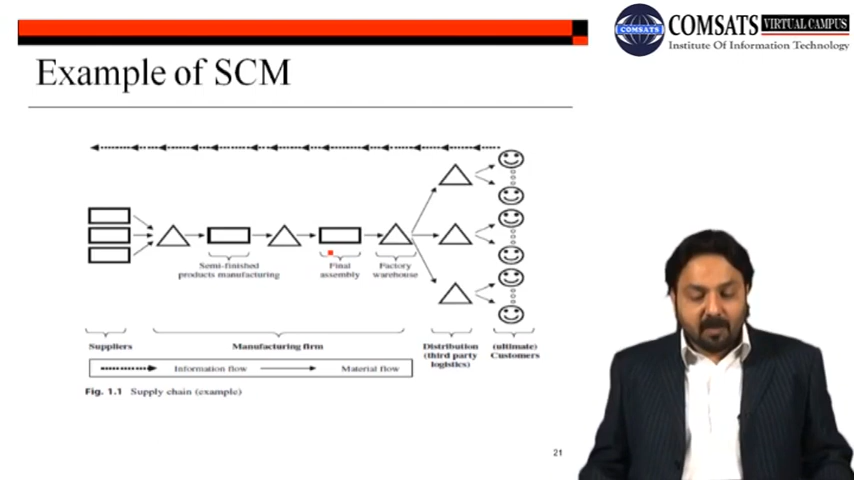 COMSATS VIRTUAL CAMPUS
Institute Of Information Technology
COMSATS
Example of SCM
Semi-finished
products manufacturing
Final
assembly
Factory
warehouse
Suppliers
Manufacturing firm
Distribution
(third party
logistics)
(ultimate)
Customers
Information flow
Material flow
Fig. 1.1 Supply chain (example)
21